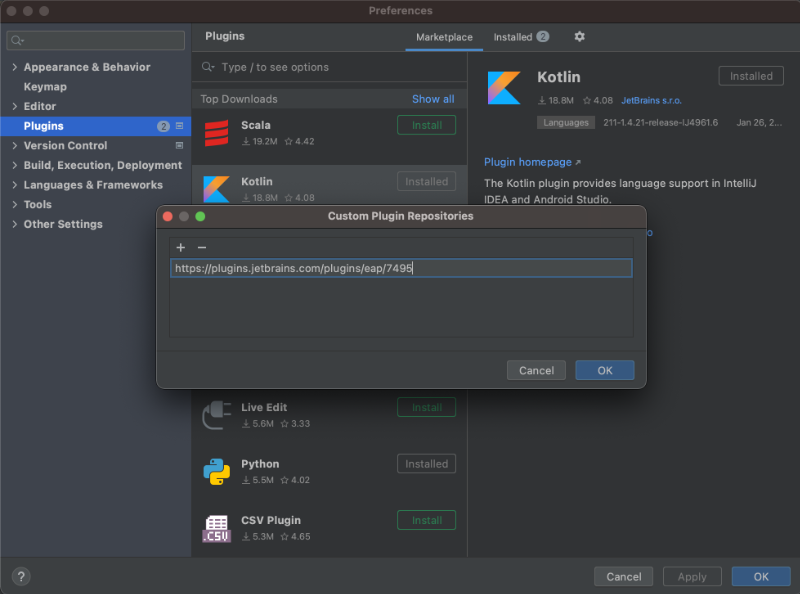 Preferences
Plugins
Marketplace
Installed 2
Appearance & Behavior
Keymap
Editor
Plugins 2
Version Control
Build, Execution, Deployment
Languages & Frameworks
Tools
Other Settings
Type / to see options
Top Downloads
Show all
Scala
19.2M 4.42
Install
Kotlin
18.8M 4.08
Installed
Kotlin
Installed
18.8M 4.08 JetBrains s.r.o.
Languages 211-1.4.21-release-IJ4961.6 Jan 26, 2...
Plugin homepage ↗
The Kotlin plugin provides language support in IntelliJ
IDEA and Android Studio.
Custom Plugin Repositories
+ −
https://plugins.jetbrains.com/plugins/eap/7495
Cancel
OK
Live Edit
5.6M 3.33
Install
Python
5.5M 4.02
Installed
CSV Plugin
5.3M 4.65
Install
.CSV
?
Cancel
Apply
OK